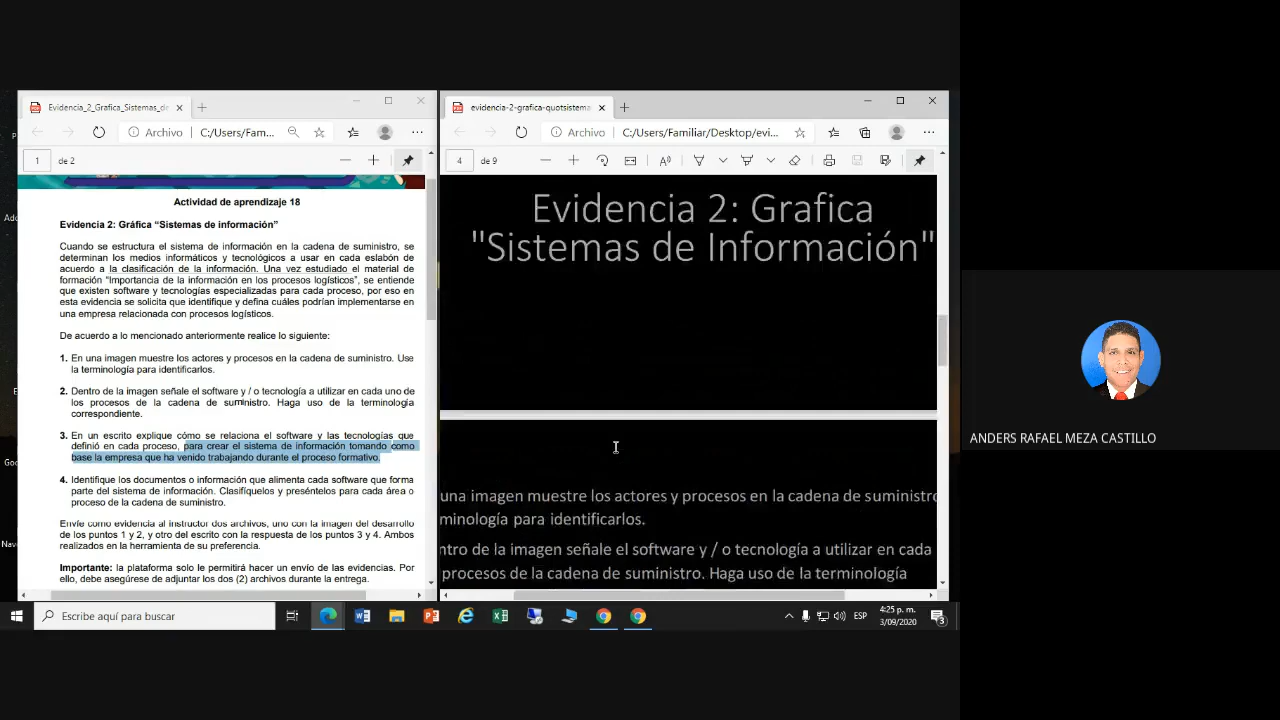 Evidencia_2_Grafica_Sistemas_de
Archivo
C:/Users/Fam...
1
de 2
Actividad de aprendizaje 18
Evidencia 2: Gráfica “Sistemas de información”
Cuando se estructura el sistema de información en la cadena de suministro, se
determinan los medios informáticos y tecnológicos a usar en cada eslabón de
acuerdo a la clasificación de la información. Una vez estudiado el material de
formación “Importancia de la información en los procesos logísticos”, se entiende
que existen software y tecnologías especializadas para cada proceso, por eso en
esta evidencia se solicita que identifique y defina cuáles podrían implementarse en
una empresa relacionada con procesos logísticos.
De acuerdo a lo mencionado anteriormente realice lo siguiente:
1. En una imagen muestre los actores y procesos en la cadena de suministro. Use
la terminología para identificarlos.
2. Dentro de la imagen señale el software y / o tecnología a utilizar en cada uno de
los procesos de la cadena de suministro. Haga uso de la terminología
correspondiente.
3. En un escrito explique cómo se relaciona el software y las tecnologías que
definió en cada proceso, para crear el sistema de información tomando como
base la empresa que ha venido trabajando durante el proceso formativo.
4. Identifique los documentos o información que alimenta cada software que forma
parte del sistema de información. Clasifíquelos y preséntelos para cada área o
proceso de la cadena de suministro.
Envíe como evidencia al instructor dos archivos, uno con la imagen del desarrollo
de los puntos 1 y 2, y otro del escrito con la respuesta de los puntos 3 y 4. Ambos
realizados en la herramienta de su preferencia.
Importante: la plataforma solo le permitirá hacer un envío de las evidencias. Por
ello, debe asegúrese de adjuntar los dos (2) archivos durante la entrega.
evidencia-2-grafica-quotsistema
Archivo
C:/Users/Familiar/Desktop/evi...
4
de 9
Evidencia 2: Grafica
"Sistemas de Información"
una imagen muestre los actores y procesos en la cadena de suministro
minología para identificarlos.
ntro de la imagen señale el software y / o tecnología a utilizar en cada
procesos de la cadena de suministro. Haga uso de la terminología
ANDERS RAFAEL MEZA CASTILLO
Escribe aquí para buscar
ESP
4:25 p. m.
3/09/2020
3